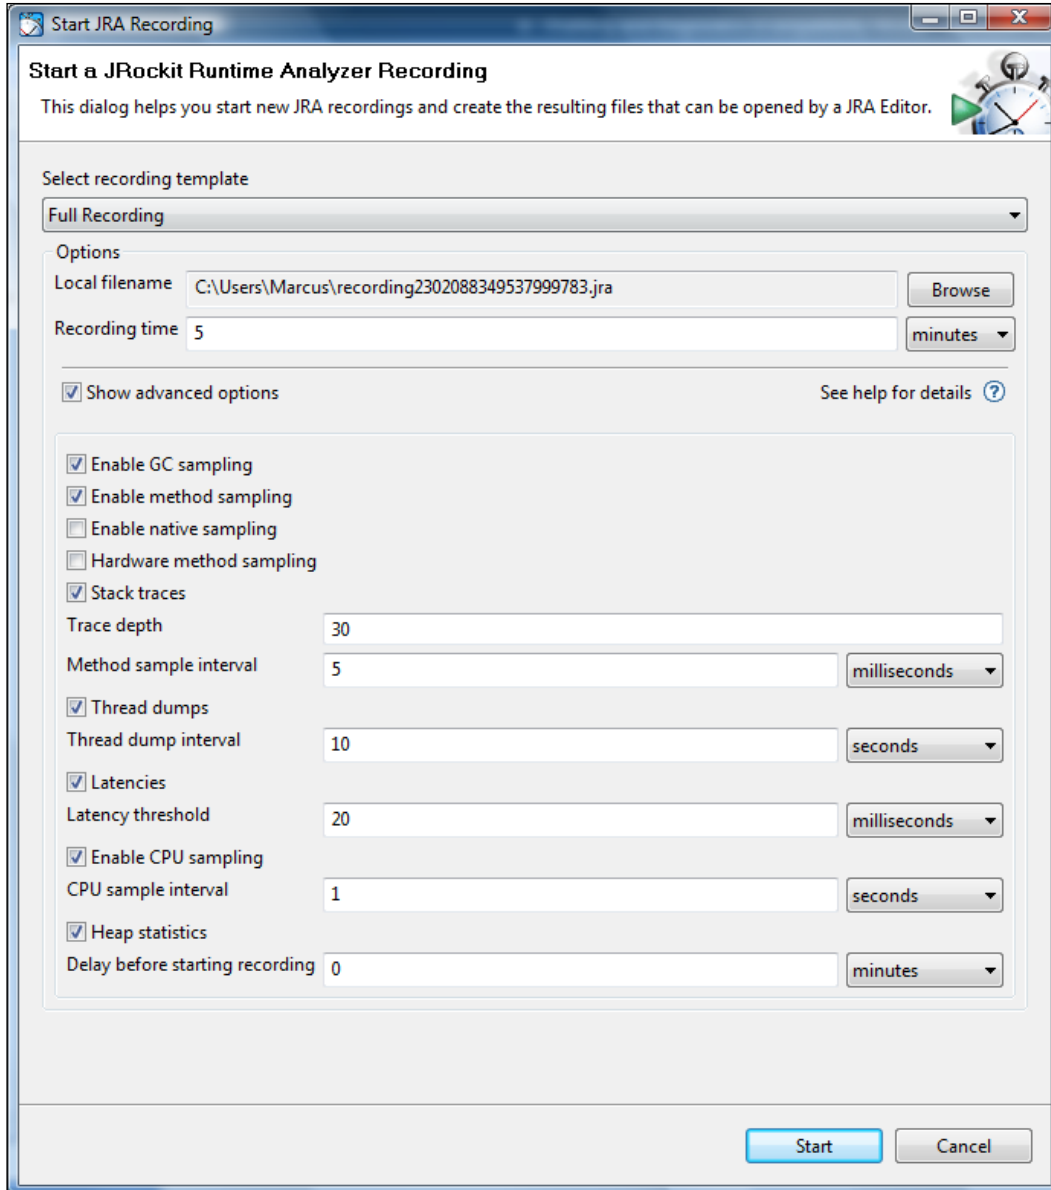 Start JRA Recording
Start a JRockit Runtime Analyzer Recording
This dialog helps you start new JRA recordings and create the resulting files that can be opened by a JRA Editor.
Select recording template
Full Recording
Options
Local filename C:\Users\Marcus\recording2302088349537999783.jra Browse
Recording time 5 minutes
Show advanced options See help for details ?
Enable GC sampling
Enable method sampling
Enable native sampling
Hardware method sampling
Stack traces
Trace depth 30
Method sample interval 5 milliseconds
Thread dumps
Thread dump interval 10 seconds
Latencies
Latency threshold 20 milliseconds
Enable CPU sampling
CPU sample interval 1 seconds
Heap statistics
Delay before starting recording 0 minutes
Start Cancel